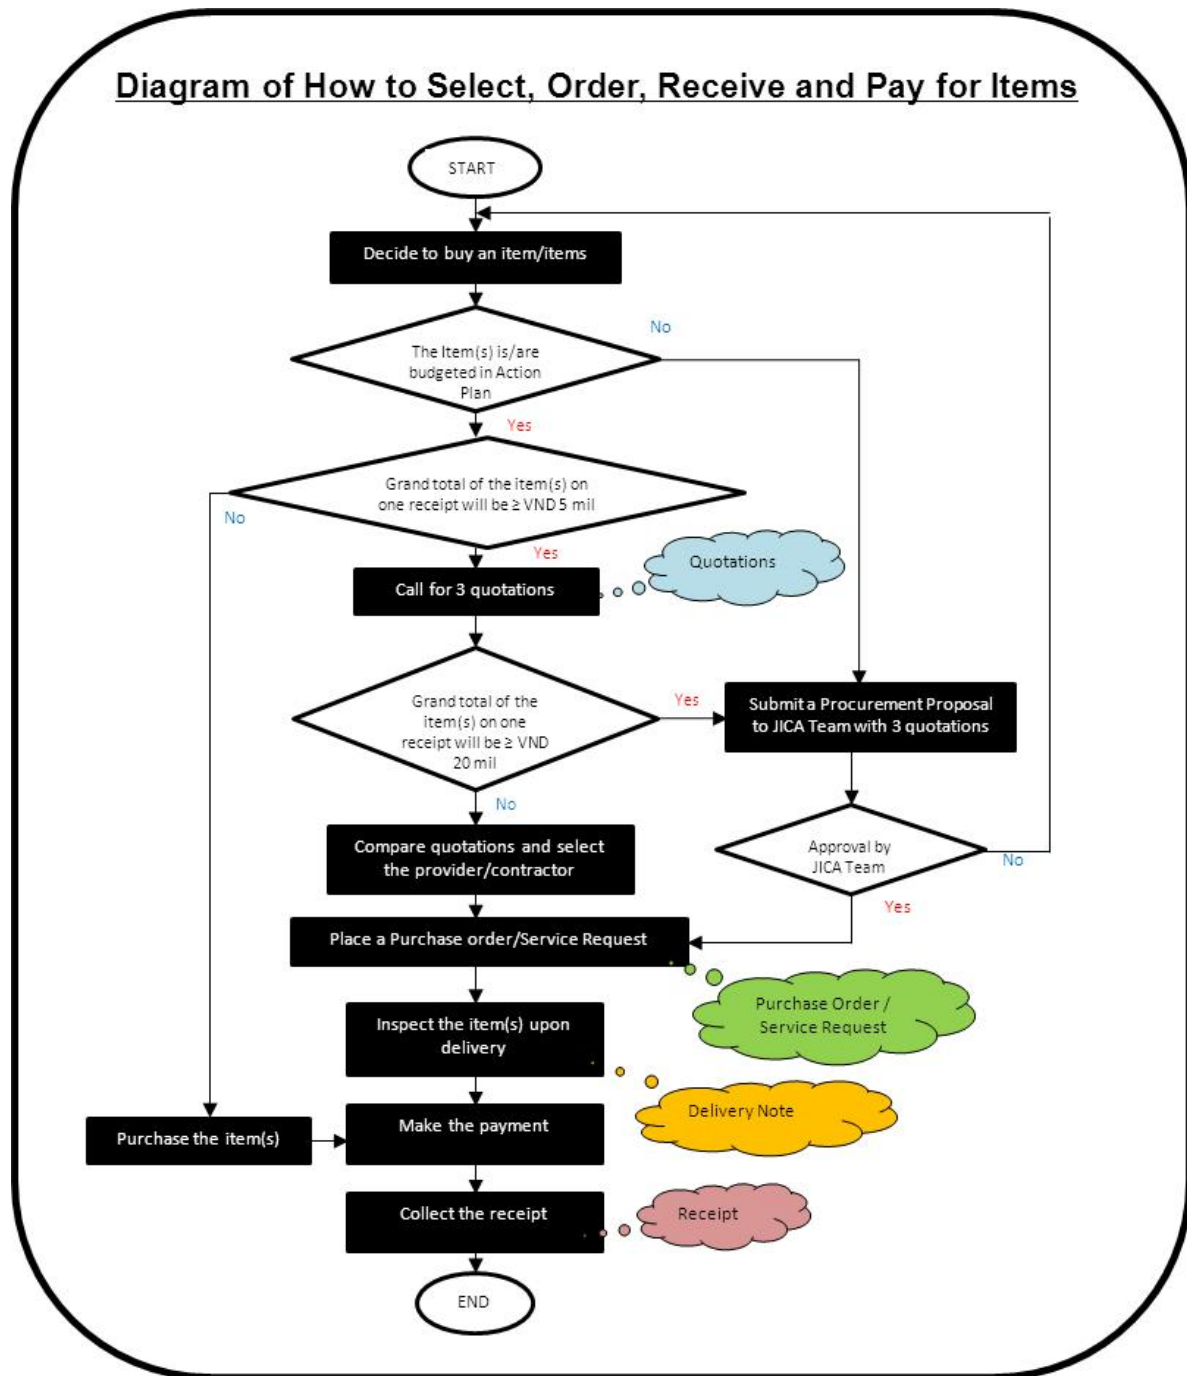 Diagram of How to Select, Order, Receive and Pay for Items
START
Decide to buy an item/items
No
The Item(s) is/are
budgeted in Action
Plan
Yes
Grand total of the item(s) on
one receipt will be ≥ VND 5 mil
No
Yes
Quotations
Call for 3 quotations
Grand total of the
item(s) on one
receipt will be ≥ VND
20 mil
Yes
Submit a Procurement Proposal
to JICA Team with 3 quotations
No
Compare quotations and select
the provider/contractor
Approval by
JICA Team
No
Yes
Place a Purchase order/Service Request
Purchase Order /
Service Request
Inspect the item(s) upon
delivery
Delivery Note
Purchase the item(s)
Make the payment
Collect the receipt
Receipt
END